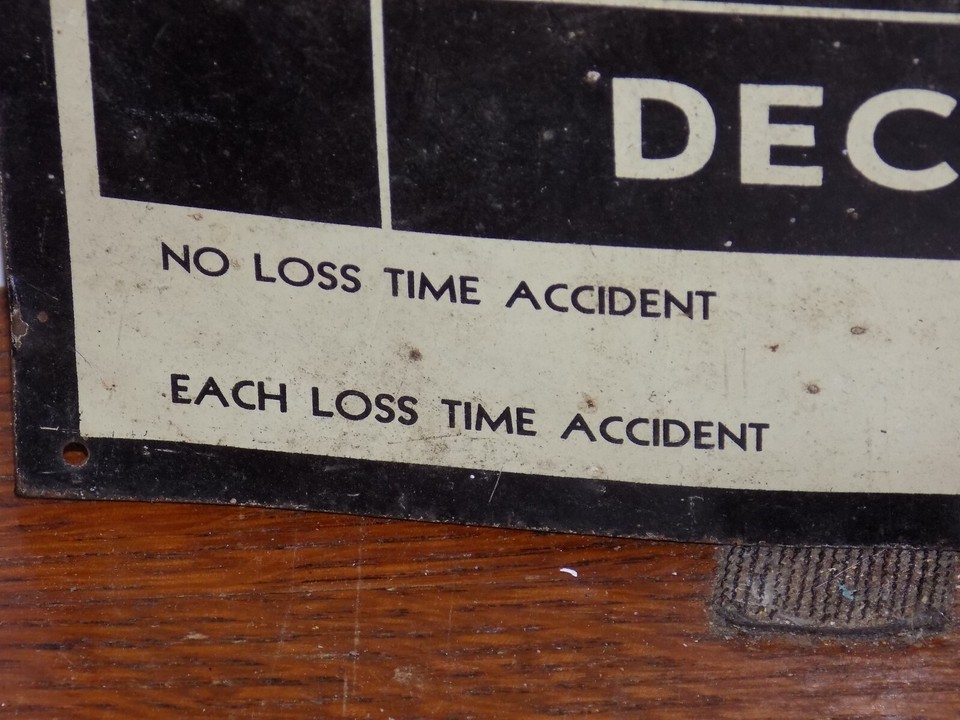 DEC
NO LOSS TIME ACCIDENT
EACH LOSS TIME ACCIDENT